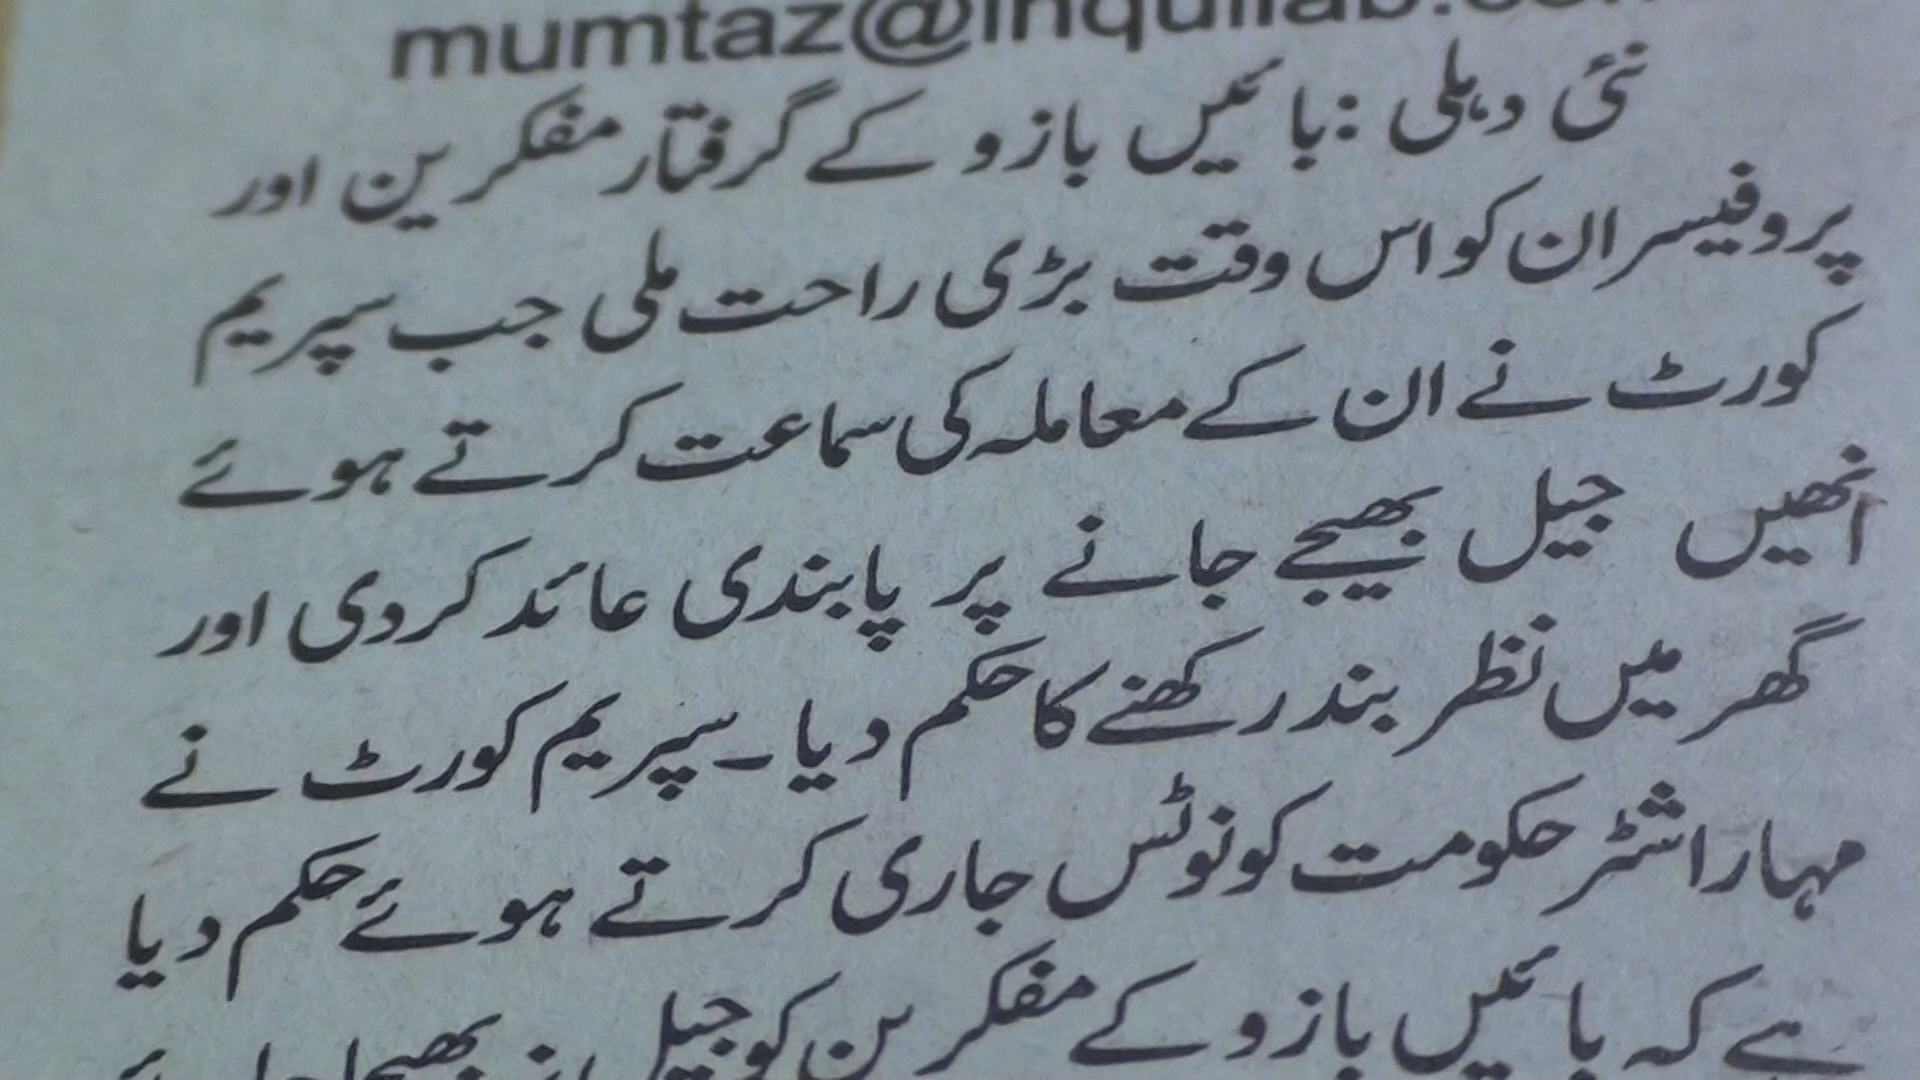 mumtaz@inquilab.com
نئی دہلی :بائیں بازو کے گرفتار مفکرین اور
پروفیسران کو اس وقت بڑی راحت ملی جب سپریم
کورٹ نے ان کے معاملہ کی سماعت کرتے ہوئے
انھیں جیل بھیجے جانے پر پابندی عائد کردی اور
گھر میں نظر بند رکھنے کا حکم دیا۔سپریم کورٹ نے
مہاراشٹر حکومت کو نوٹس جاری کرتے ہوئے حکم دیا
ہے کہ بائیں بازو کے مفکرین کو جیل